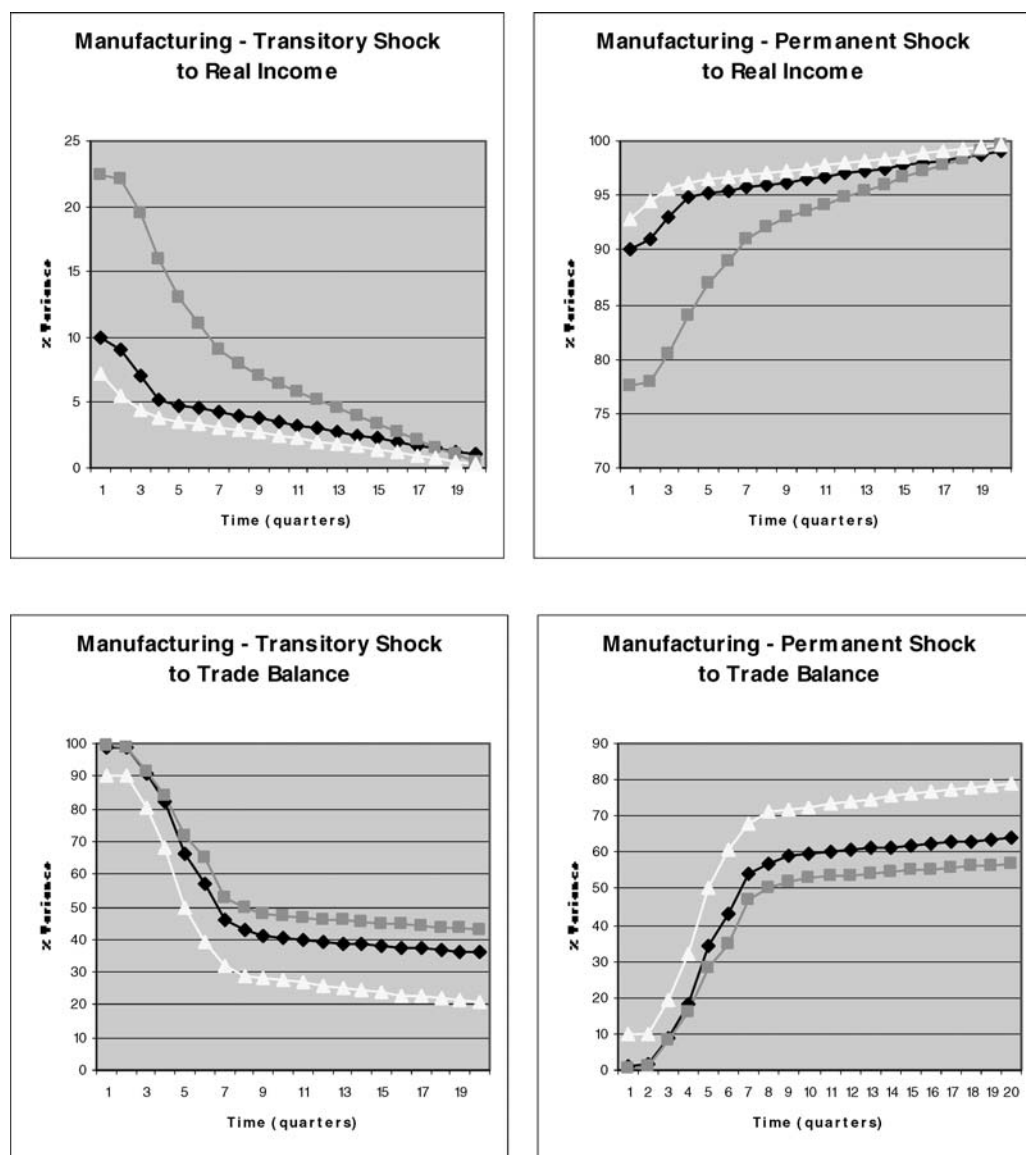 Manufacturing - Transitory Shock
to Real Income
25
20
15
10
5
0
% Variance
1 3 5 7 9 11 13 15 17 19
Time (quarters)
Manufacturing - Permanent Shock
to Real Income
100
95
90
85
80
75
70
% Variance
1 3 5 7 9 11 13 15 17 19
Time (quarters)
Manufacturing - Transitory Shock
to Trade Balance
100
90
80
70
60
50
40
30
20
10
0
% Variance
1 3 5 7 9 11 13 15 17 19
Time (quarters)
Manufacturing - Permanent Shock
to Trade Balance
90
80
70
60
50
40
30
20
10
0
% Variance
1 2 3 4 5 6 7 8 9 10 11 12 13 14 15 16 17 18 19 20
Time (quarters)